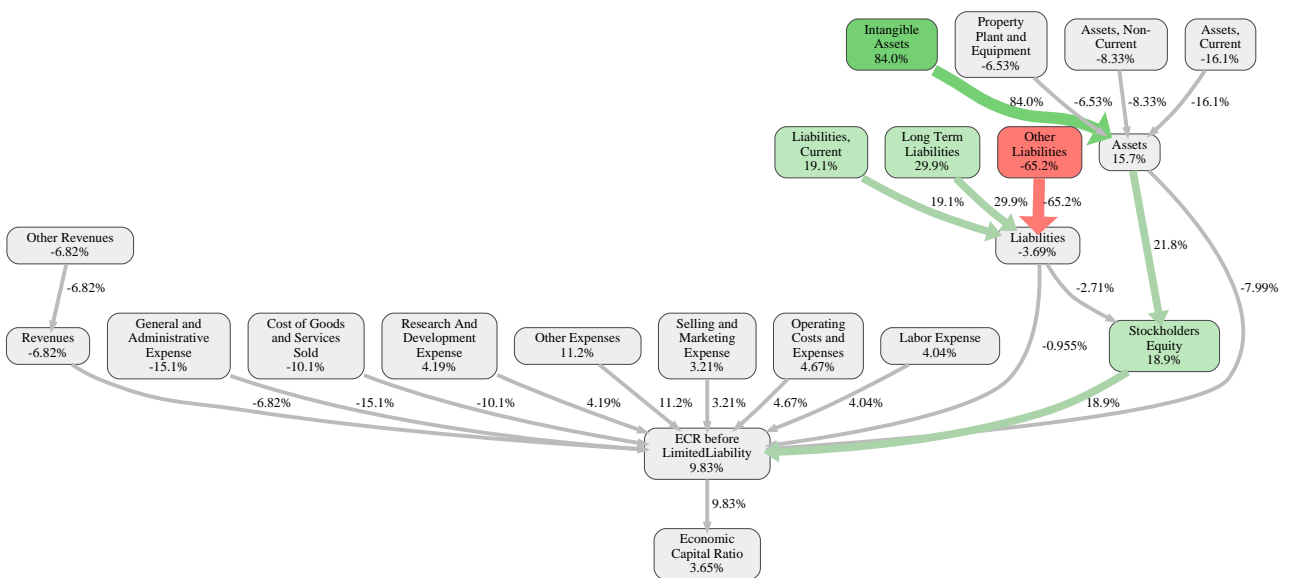 Intangible
Assets
84.0%
Property
Plant and
Equipment
-6.53%
Assets, Non-
Current
-8.33%
Assets,
Current
-16.1%
84.0%
-6.53%
-8.33%
-16.1%
Liabilities,
Current
19.1%
Long Term
Liabilities
29.9%
Other
Liabilities
-65.2%
Assets
15.7%
19.1%
29.9%
-65.2%
Other Revenues
-6.82%
Liabilities
-3.69%
21.8%
-6.82%
-2.71%
-7.99%
Revenues
-6.82%
General and
Administrative
Expense
-15.1%
Cost of Goods
and Services
Sold
-10.1%
Research And
Development
Expense
4.19%
Other Expenses
11.2%
Selling and
Marketing
Expense
3.21%
Operating
Costs and
Expenses
4.67%
Labor Expense
4.04%
-0.955%
Stockholders
Equity
18.9%
-6.82%
-15.1%
-10.1%
4.19%
11.2%
3.21%
4.67%
4.04%
18.9%
ECR before
LimitedLiability
9.83%
9.83%
Economic
Capital Ratio
3.65%